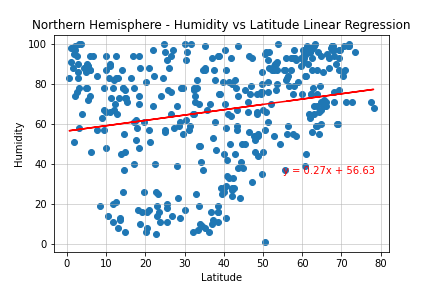 Northern Hemisphere - Humidity vs Latitude Linear Regression
100
80
60
40
20
0
Humidity
y = 0.27x + 56.63
0 10 20 30 40 50 60 70 80
Latitude